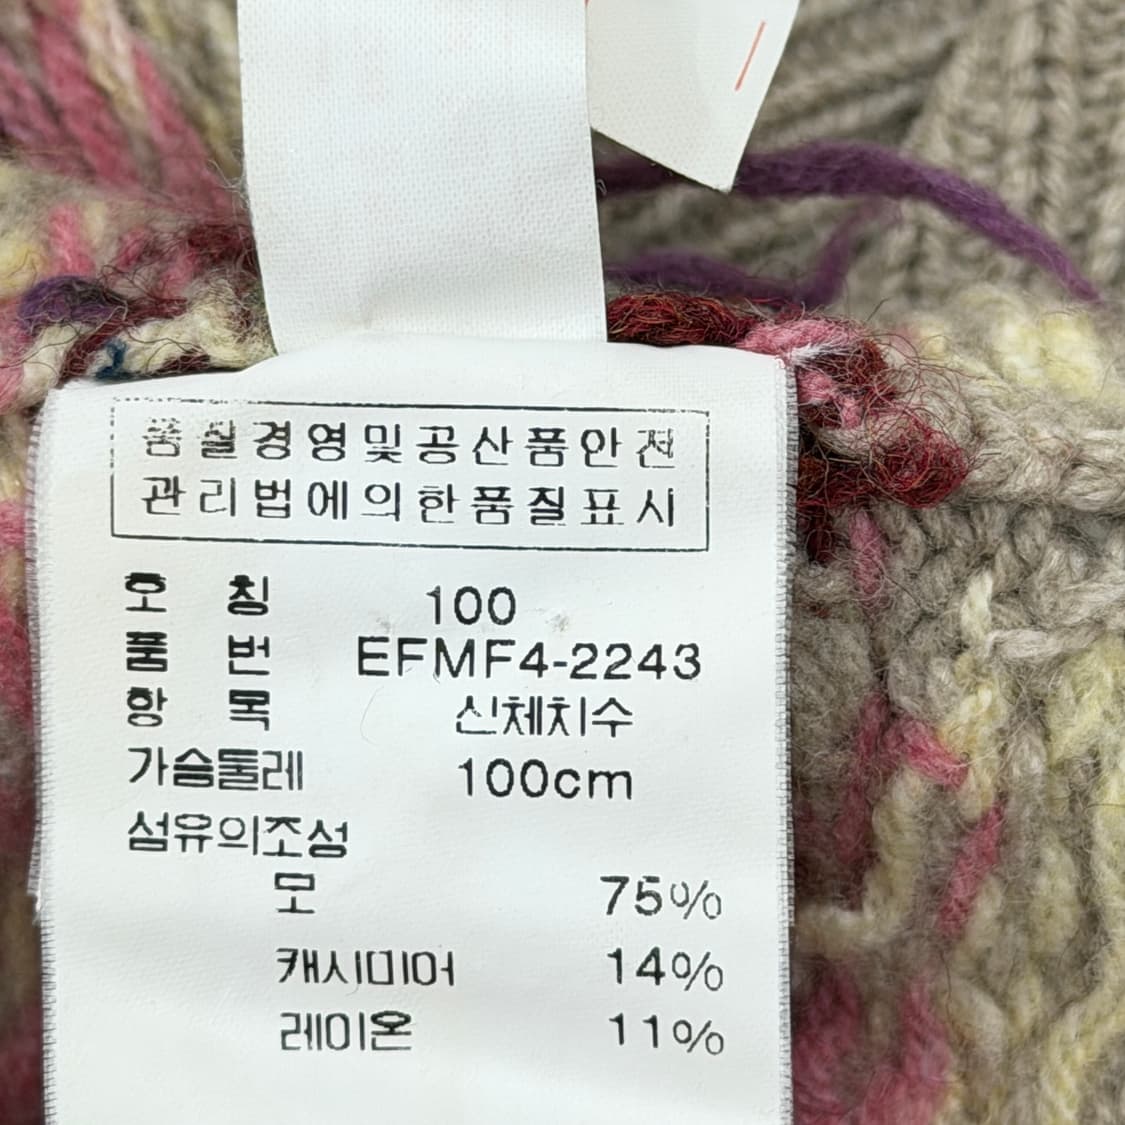 품질경영및공산품안전
관리법에의한품질표시
호 칭 100
품 번 EFMF4-2243
항 목 신체치수
가슴둘레 100cm
섬유의조성
모 75%
캐시미어 14%
레이온 11%